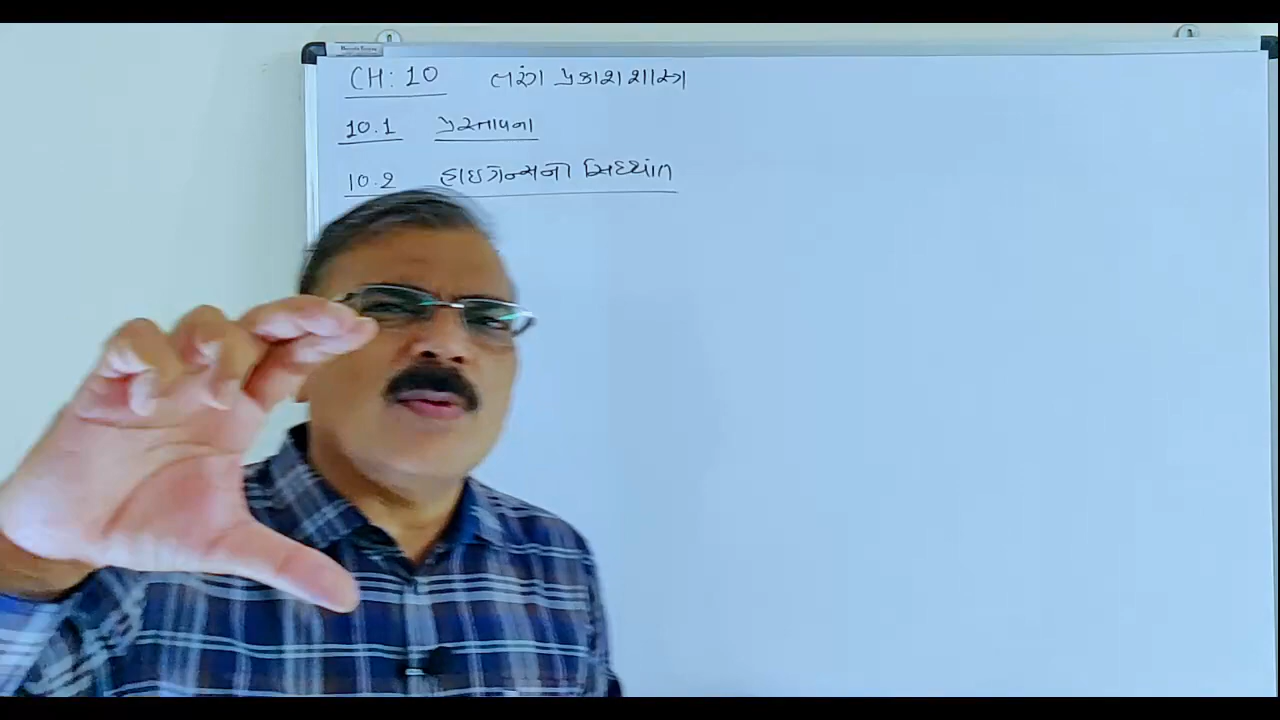 CH: 10 તરંગ પ્રકાશશાસ્ત્ર
10.1 પ્રસ્તાવના
10.2 હાઇગેન્સનો સિધ્ધાંત